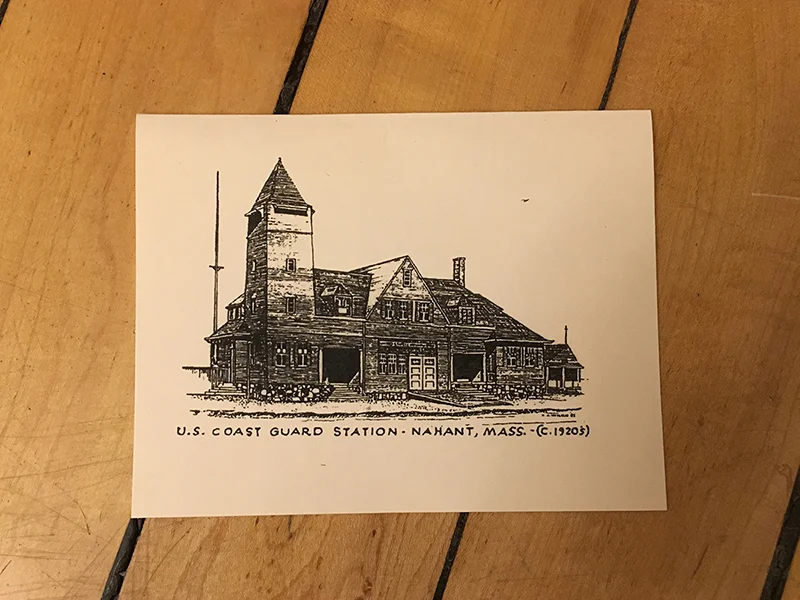 U.S. COAST GUARD STATION - NAHANT, MASS. - (C. 1920s)